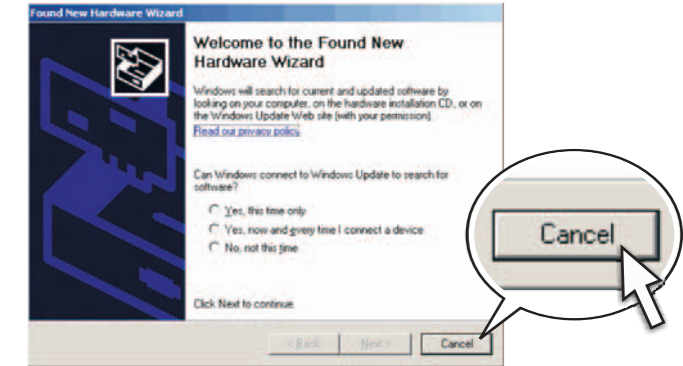 Found New Hardware Wizard
Welcome to the Found New
Hardware Wizard
Windows will search for current and updated software by
looking on your computer, on the hardware installation CD, or on
the Windows Update Web site (with your permission).
Read our privacy policy
Can Windows connect to Windows Update to search for
software?
Yes, this time only
Yes, now and every time I connect a device
No, not this time
Cancel
Click Next to continue.
< Back
Next >
Cancel